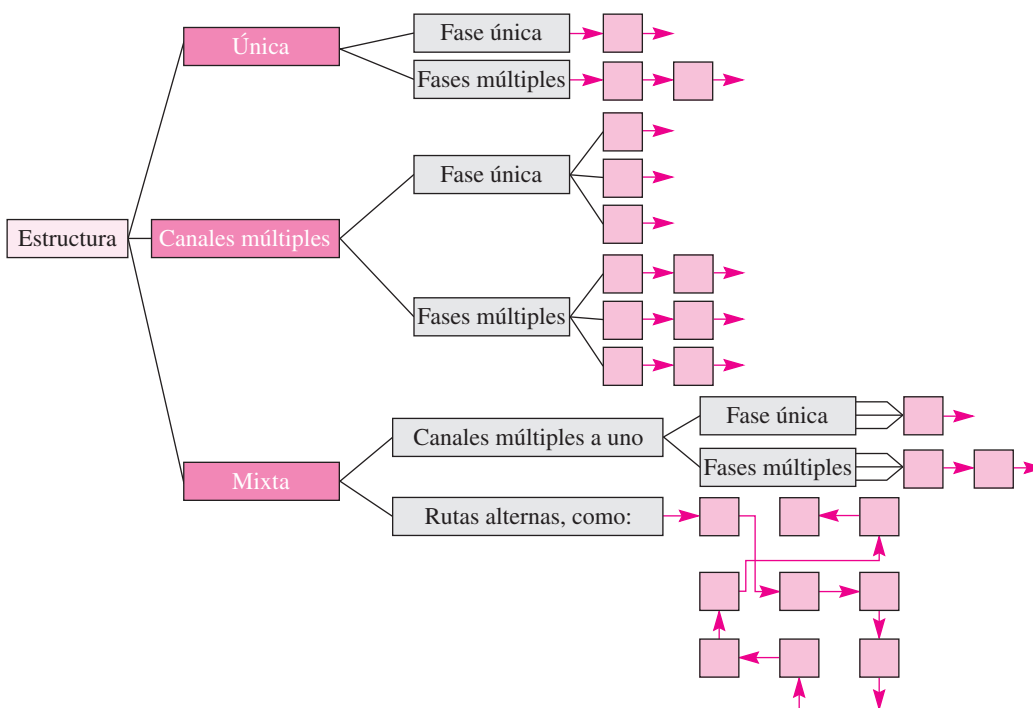 Única
Fase única
Fases múltiples
Estructura
Canales múltiples
Fase única
Fases múltiples
Mixta
Canales múltiples a uno
Fase única
Fases múltiples
Rutas alternas, como: